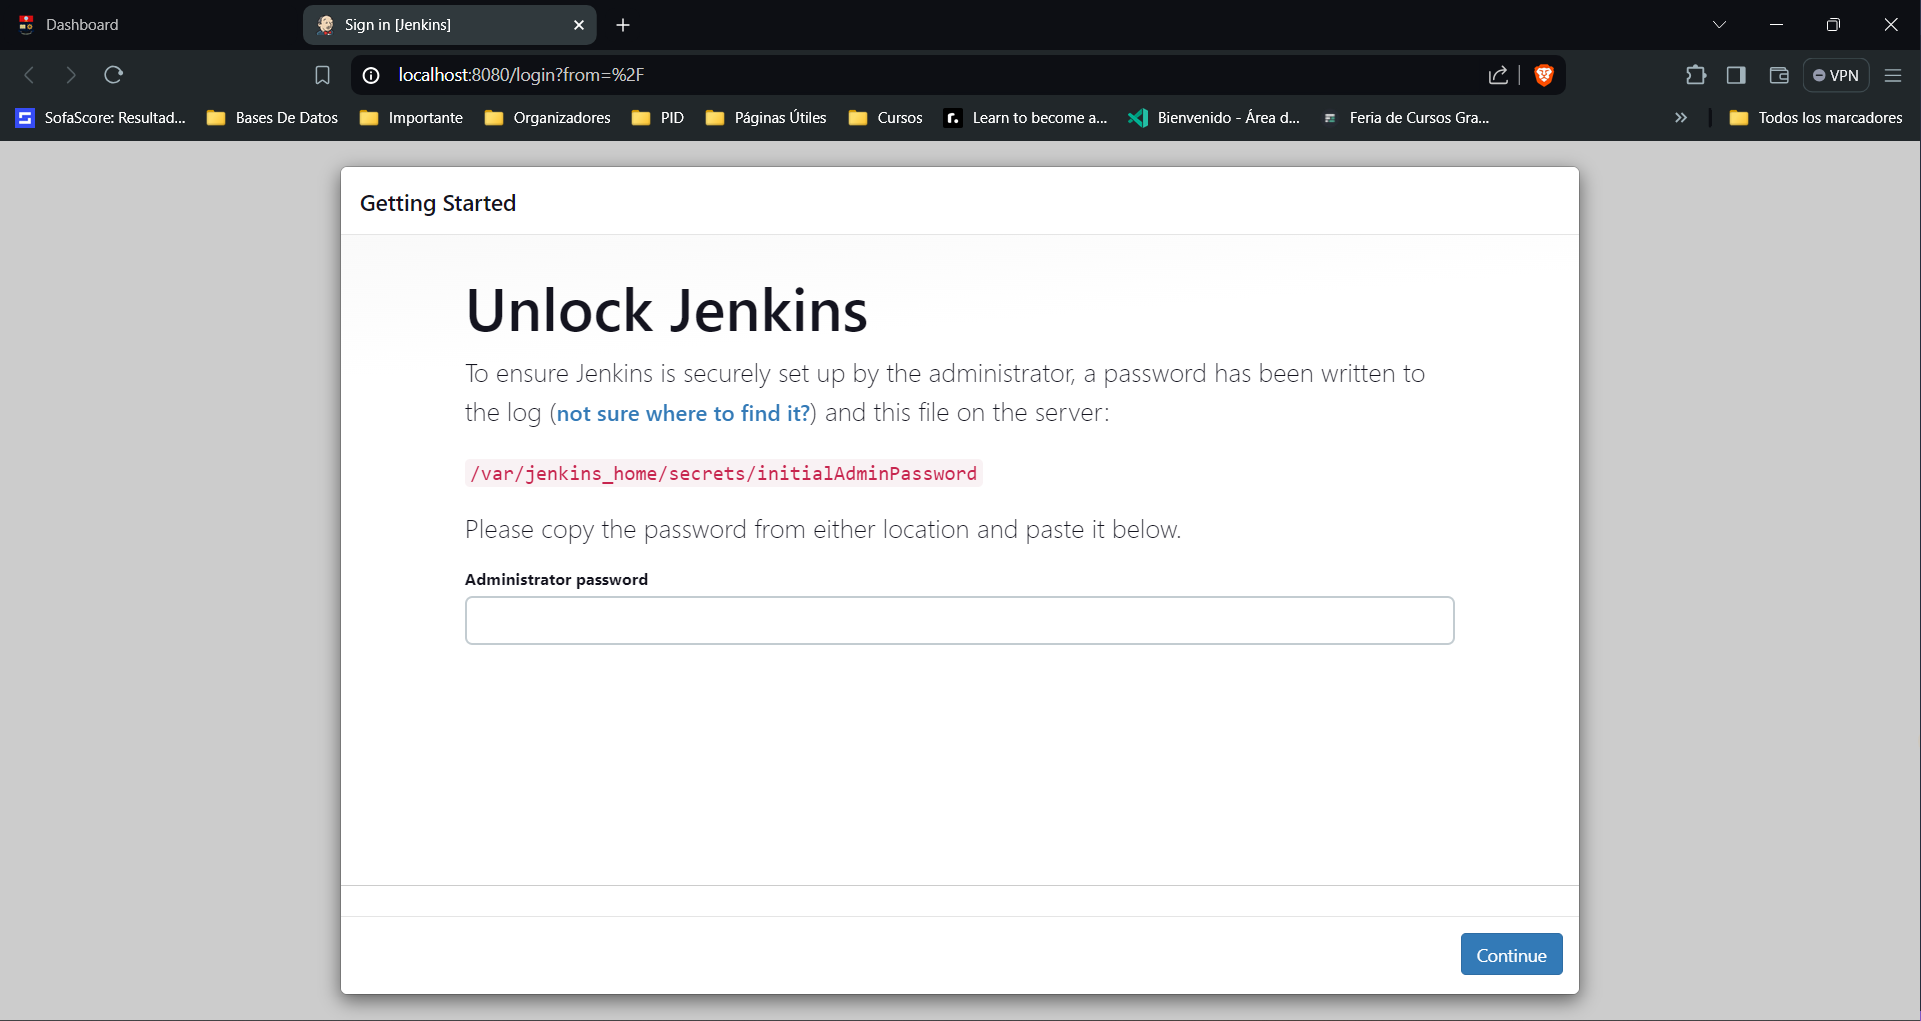 Dashboard
Sign in [Jenkins]
localhost:8080/login?from=%2F
VPN
SofaScore: Resultad...
Bases De Datos
Importante
Organizadores
PID
Páginas Útiles
Cursos
Learn to become a...
Bienvenido - Área d...
Feria de Cursos Gra...
Todos los marcadores
Getting Started
Unlock Jenkins
To ensure Jenkins is securely set up by the administrator, a password has been written to
the log (not sure where to find it?) and this file on the server:
/var/jenkins_home/secrets/initialAdminPassword
Please copy the password from either location and paste it below.
Administrator password
Continue